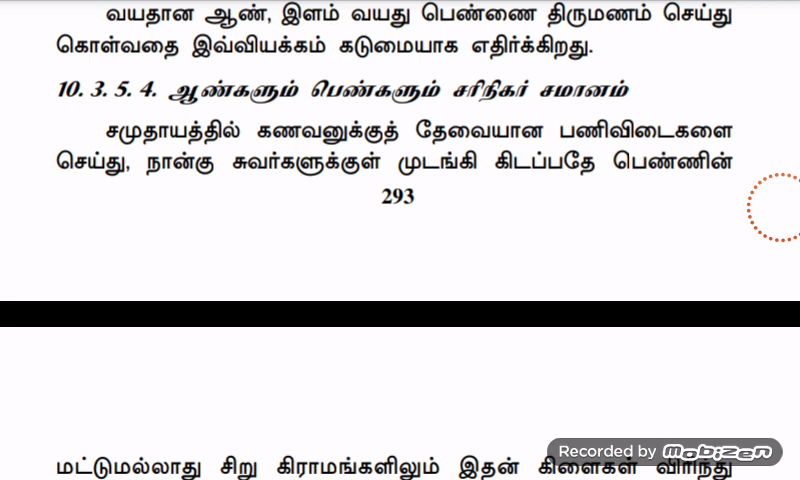 வயதான ஆண், இளம் வயது பெண்ணை திருமணம் செய்து
கொள்வதை இவ்வியக்கம் கடுமையாக எதிர்க்கிறது.
10. 3. 5. 4. ஆண்களும் பெண்களும் சரிநிகர் சமானம்
சமுதாயத்தில் கணவனுக்குத் தேவையான பணிவிடைகளை
செய்து, நான்கு சுவர்களுக்குள் முடங்கி கிடப்பதே பெண்ணின்
293
மட்டுமல்லாது சிறு கிராமங்களிலும் இதன் கிளைகள் விரிந்து
Recorded by MOBIZEN